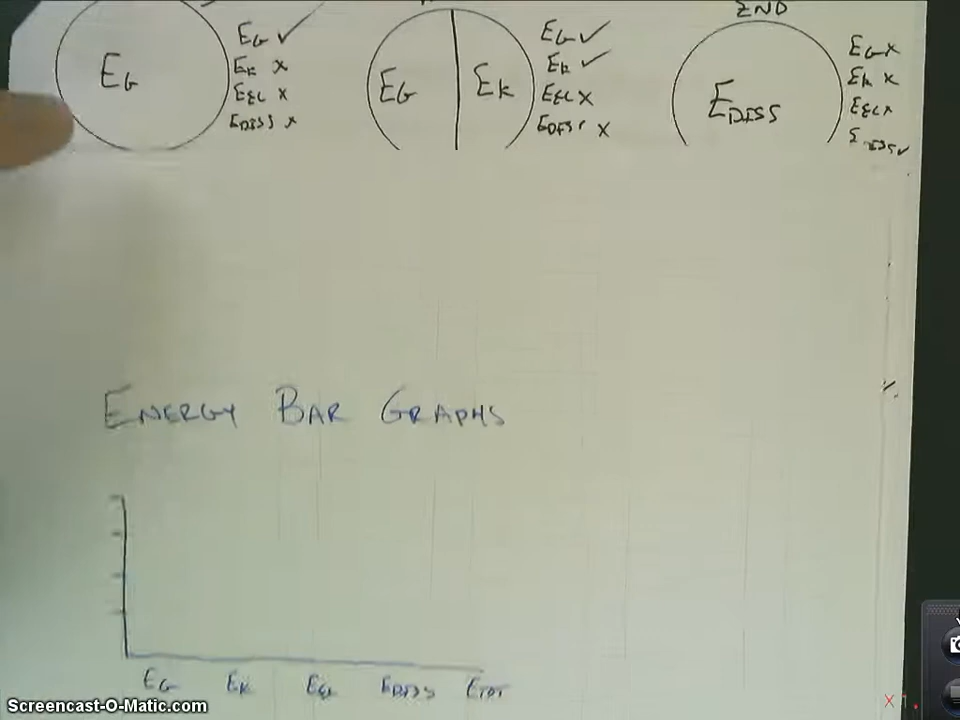 END
EG ✓
EK x
EEL x
EDISS x
EG
EG ✓
EK ✓
EEL x
EDISS x
EG EK
EG x
EK x
EEL x
EDISS ✓
EDISS
ENERGY BAR GRAPHS
EG EK EEL EDISS ETOT
Screencast-O-Matic.com